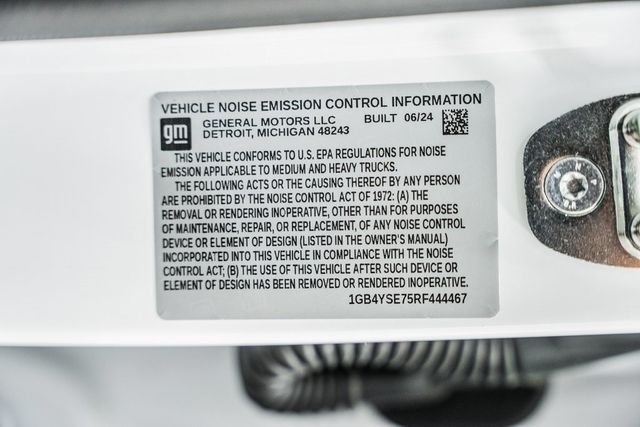 VEHICLE NOISE EMISSION CONTROL INFORMATION
gm GENERAL MOTORS LLC BUILT 06/24
DETROIT, MICHIGAN 48243
THIS VEHICLE CONFORMS TO U.S. EPA REGULATIONS FOR NOISE
EMISSION APPLICABLE TO MEDIUM AND HEAVY TRUCKS.
THE FOLLOWING ACTS OR THE CAUSING THEREOF BY ANY PERSON
ARE PROHIBITED BY THE NOISE CONTROL ACT OF 1972: (A) THE
REMOVAL OR RENDERING INOPERATIVE, OTHER THAN FOR PURPOSES
OF MAINTENANCE, REPAIR, OR REPLACEMENT, OF ANY NOISE CONTROL
DEVICE OR ELEMENT OF DESIGN (LISTED IN THE OWNER'S MANUAL)
INCORPORATED INTO THIS VEHICLE IN COMPLIANCE WITH THE NOISE
CONTROL ACT; (B) THE USE OF THIS VEHICLE AFTER SUCH DEVICE OR
ELEMENT OF DESIGN HAS BEEN REMOVED OR RENDERED INOPERATIVE.
1GB4YSE75RF444467